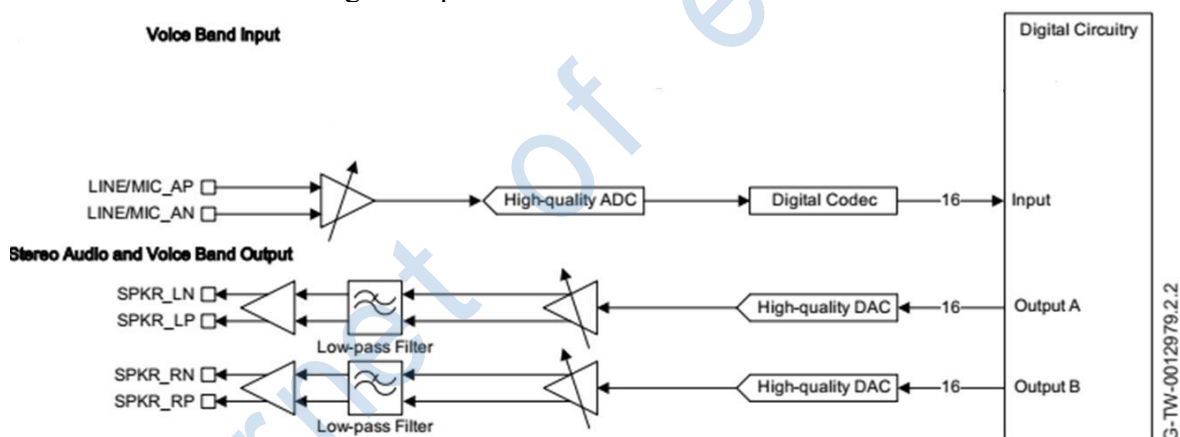 Voice Band Input
Digital Circuitry
LINE/MIC_AP
LINE/MIC_AN
High-quality ADC
Digital Codec
16
Input
Stereo Audio and Voice Band Output
SPKR_LN
SPKR_LP
Low-pass Filter
High-quality DAC
16
Output A
SPKR_RN
SPKR_RP
Low-pass Filter
High-quality DAC
16
Output B
G-TW-0012979.2.2
rnet of e